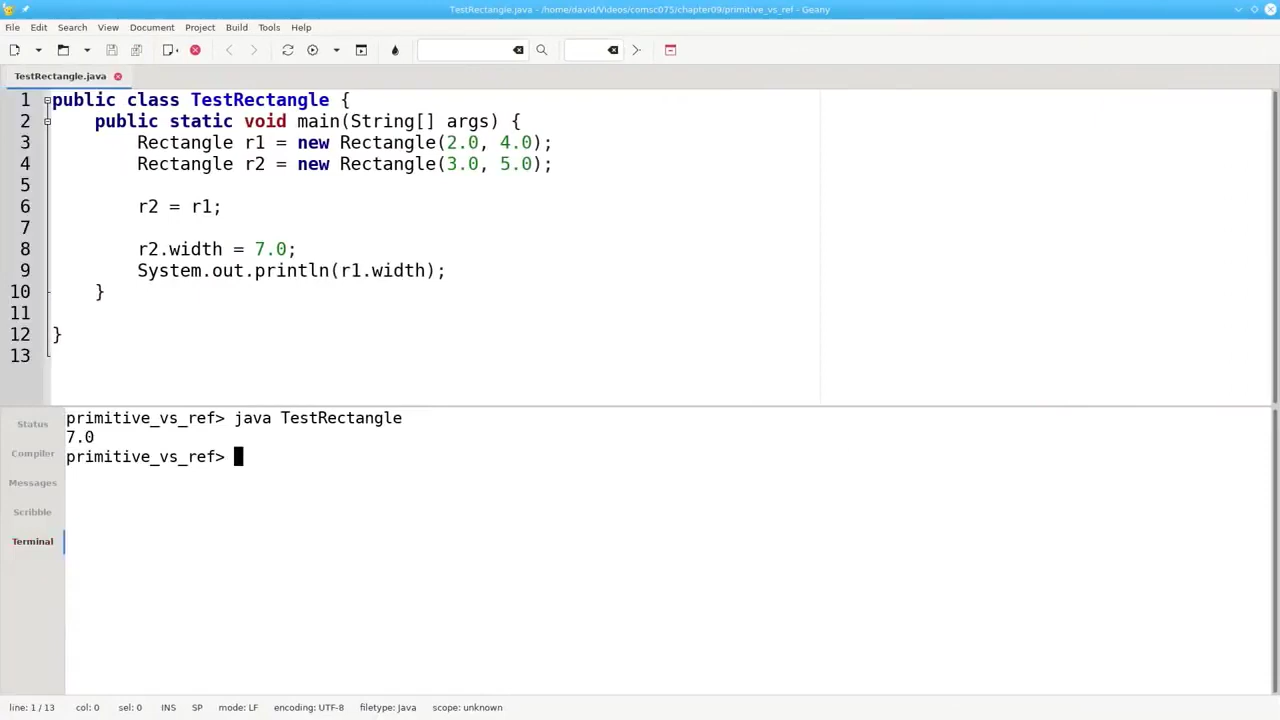 TestRectangle.java - /home/david/Videos/comsc075/chapter09/primitive_vs_ref - Geany
File Edit Search View Document Project Build Tools Help
TestRectangle.java
1 public class TestRectangle {
2     public static void main(String[] args) {
3         Rectangle r1 = new Rectangle(2.0, 4.0);
4         Rectangle r2 = new Rectangle(3.0, 5.0);
5
6         r2 = r1;
7
8         r2.width = 7.0;
9         System.out.println(r1.width);
10     }
11
12 }
13
Status
Compiler
Messages
Scribble
Terminal
primitive_vs_ref> java TestRectangle
7.0
primitive_vs_ref>
line: 1 / 13 col: 0 sel: 0 INS SP mode: LF encoding: UTF-8 filetype: Java scope: unknown